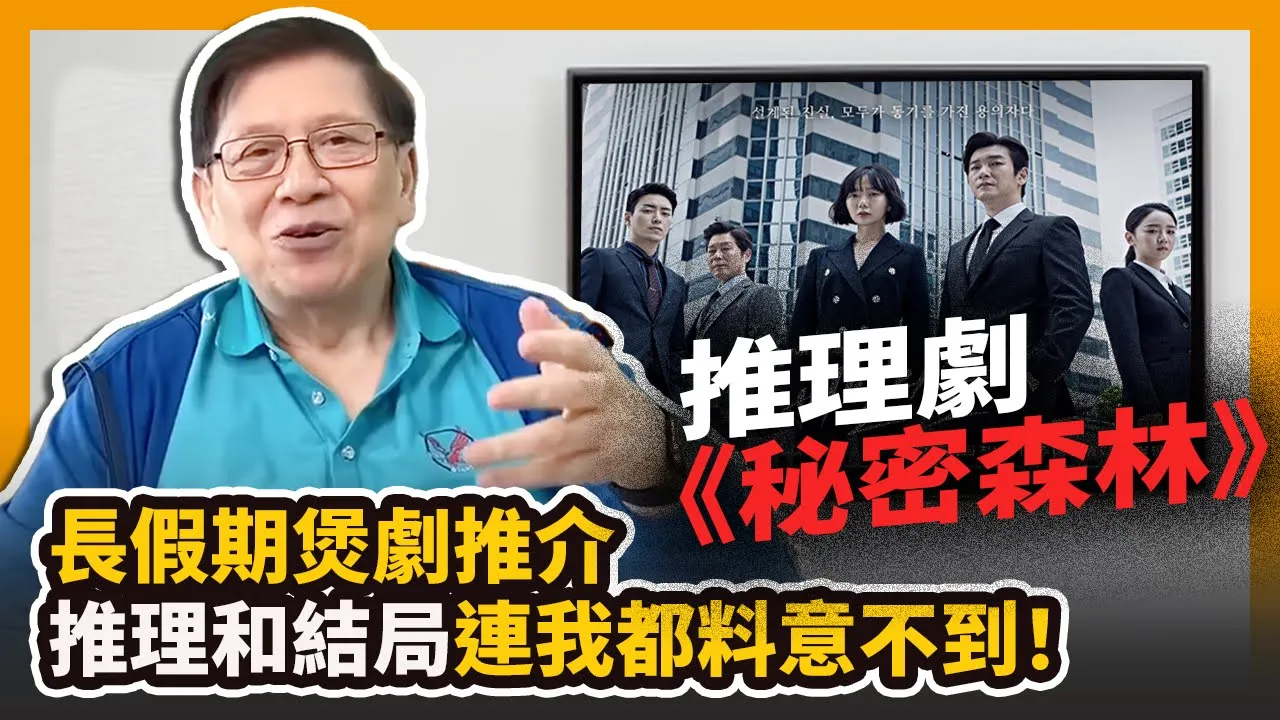 설계된 진실, 모두가 동기를 가진 용의자다
推理劇
《秘密森林》
長假期煲劇推介
推理和結局連我都料意不到!